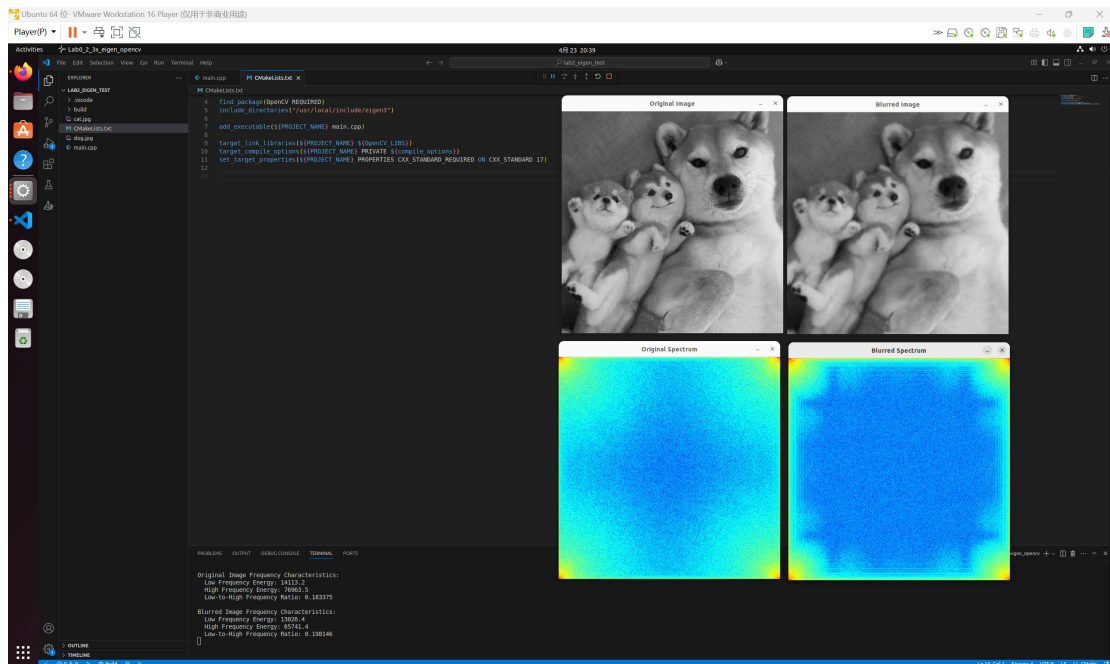 Ubuntu 64 位 - VMware Workstation 16 Player (仅用于非商业用途)
Player(P)
Activities
Lab0_2_3x_eigen_opencv
4月 23 20:39
File Edit Selection View Go Run Terminal Help
lab2_eigen_test
EXPLORER
main.cpp
CMakeLists.txt
LAB2_EIGEN_TEST
.vscode
build
cat.jpg
CMakeLists.txt
dog.jpg
main.cpp
CMakeLists.txt
4 find_package(OpenCV REQUIRED)
5 include_directories("/usr/local/include/eigen3")
6
7 add_executable(${PROJECT_NAME} main.cpp)
8
9 target_link_libraries(${PROJECT_NAME} ${OpenCV_LIBS})
10 target_compile_options(${PROJECT_NAME} PRIVATE ${compile_options})
11 set_target_properties(${PROJECT_NAME} PROPERTIES CXX_STANDARD_REQUIRED ON CXX_STANDARD 17)
12
13
Original Image
Blurred Image
Original Spectrum
Blurred Spectrum
PROBLEMS OUTPUT DEBUG CONSOLE TERMINAL PORTS
eigen_opencv
Original Image Frequency Characteristics:
Low Frequency Energy: 14113.2
High Frequency Energy: 76963.5
Low-to-High Frequency Ratio: 0.183375
Blurred Image Frequency Characteristics:
Low Frequency Energy: 13026.4
High Frequency Energy: 65741.4
Low-to-High Frequency Ratio: 0.198146
OUTLINE
TIMELINE